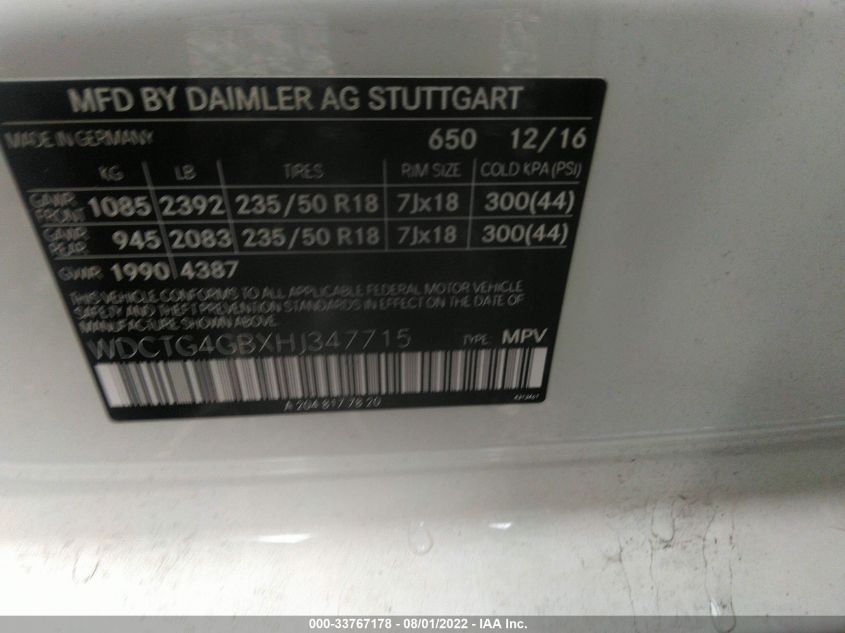 MFD BY DAIMLER AG STUTTGART
MADE IN GERMANY 650 12/16
KG LB TIRES RIM SIZE COLD KPA (PSI)
GAWR FRONT 1085 2392 235/50 R18 7Jx18 300(44)
GAWR REAR 945 2083 235/50 R18 7Jx18 300(44)
GVWR 1990 4387
THIS VEHICLE CONFORMS TO ALL APPLICABLE FEDERAL MOTOR VEHICLE
SAFETY AND THEFT PREVENTION STANDARDS IN EFFECT ON THE DATE OF
MANUFACTURE SHOWN ABOVE.
WDCTG4GBXHJ347715 TYPE: MPV
A 204 817 78 20
000-33767178 - 08/01/2022 - IAA Inc.